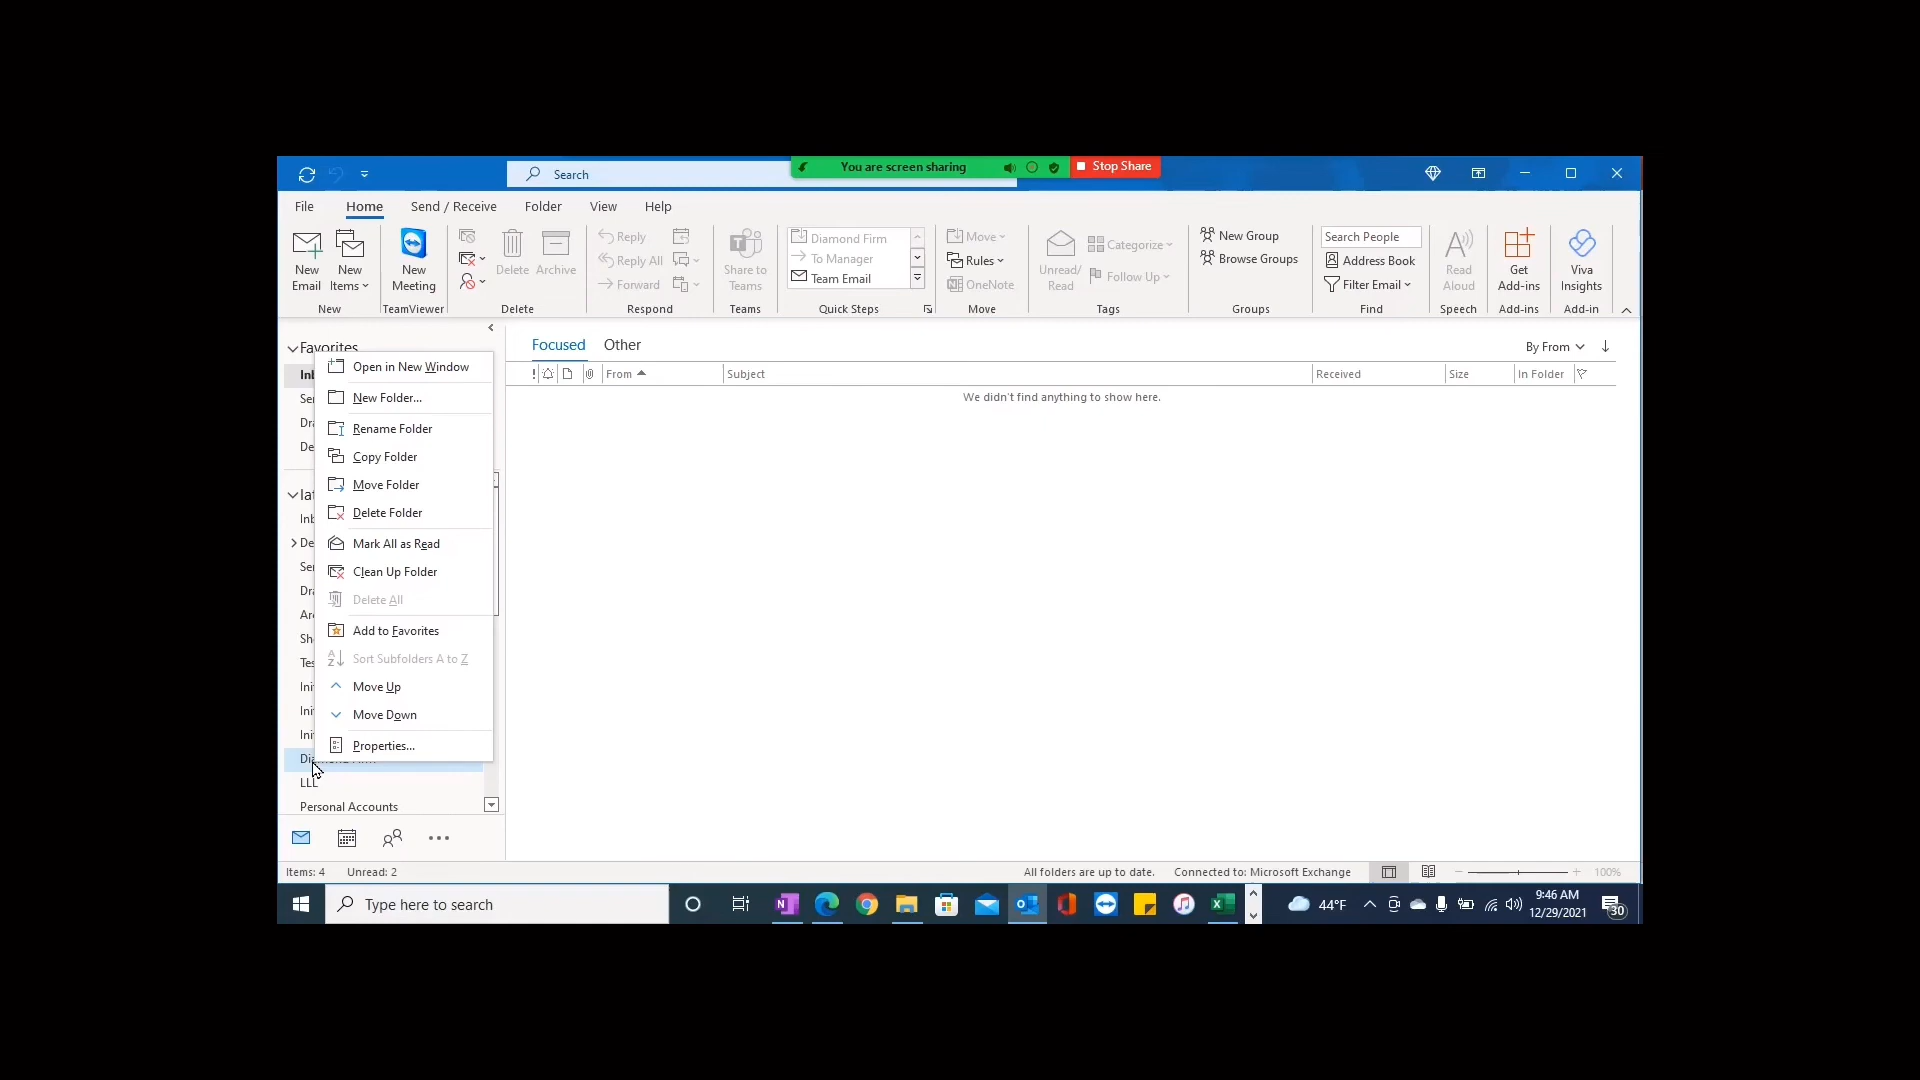 Search
You are screen sharing
Stop Share
File Home Send / Receive Folder View Help
New Email
New Items
New Meeting
Delete
Archive
Reply
Reply All
Forward
Share to Teams
Diamond Firm
To Manager
Team Email
Move
Rules
OneNote
Unread/ Read
Categorize
Follow Up
New Group
Browse Groups
Search People
Address Book
Filter Email
Read Aloud
Get Add-ins
Viva Insights
New TeamViewer Delete Respond Teams Quick Steps Move Tags Groups Find Speech Add-ins Add-in
Favorites
Focused Other
By From
! From Subject Received Size In Folder
We didn't find anything to show here.
Open in New Window
New Folder...
Rename Folder
Copy Folder
Move Folder
Delete Folder
Mark All as Read
Clean Up Folder
Delete All
Add to Favorites
Sort Subfolders A to Z
Move Up
Move Down
Properties...
LLL
Personal Accounts
Items: 4 Unread: 2
All folders are up to date. Connected to: Microsoft Exchange
100%
Type here to search
44°F
9:46 AM
12/29/2021
30